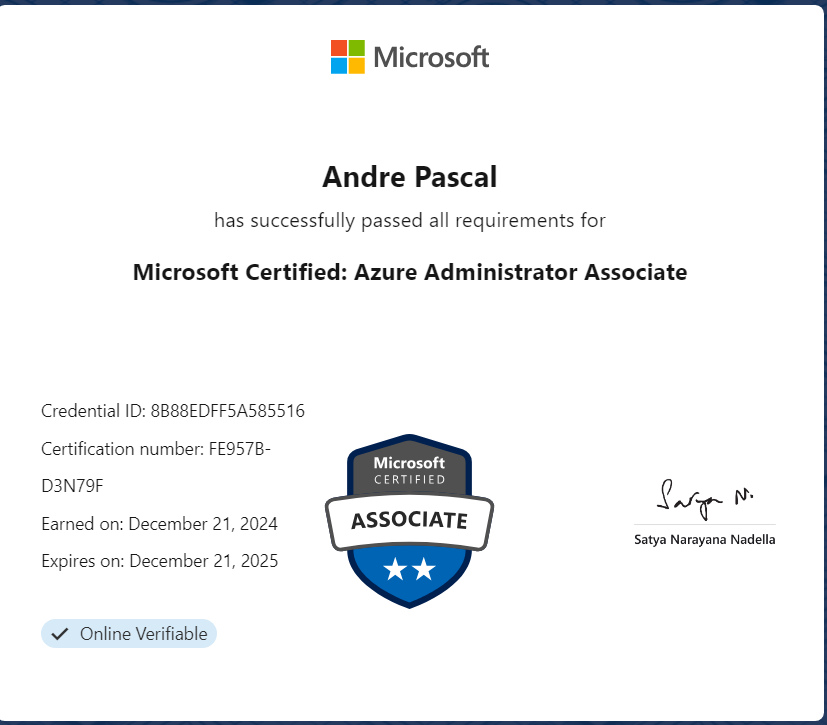 Microsoft
Andre Pascal
has successfully passed all requirements for
Microsoft Certified: Azure Administrator Associate
Credential ID: 8B88EDFF5A585516
Certification number: FE957B-
D3N79F
Earned on: December 21, 2024
Expires on: December 21, 2025
Online Verifiable
Microsoft
CERTIFIED
ASSOCIATE
Satya N.
Satya Narayana Nadella